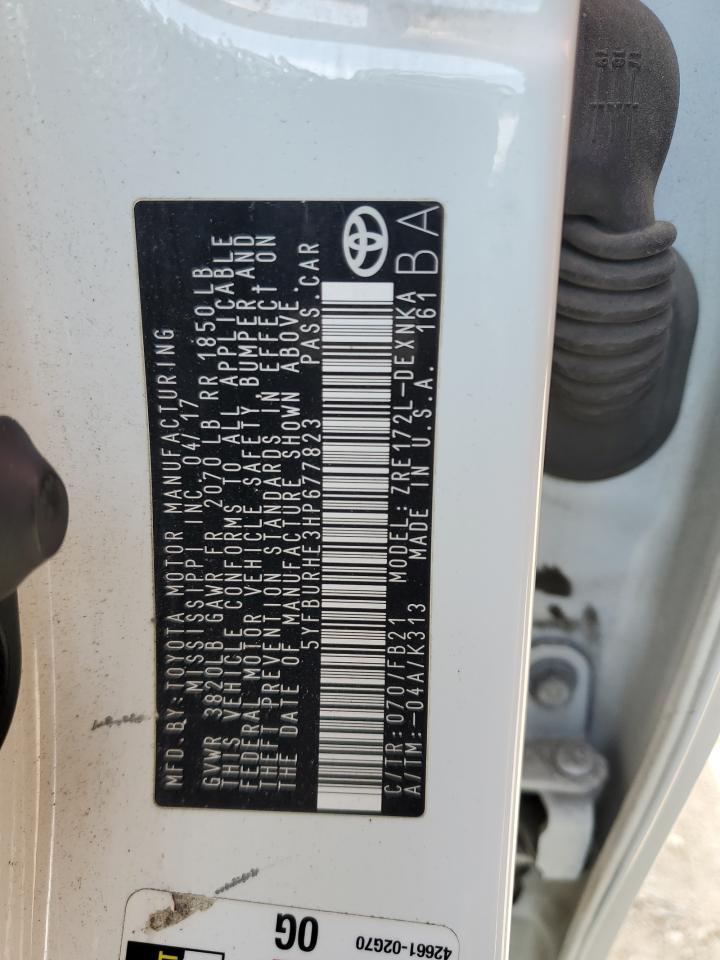 MFD.BY:TOYOTA MOTOR MANUFACTURING
MISSISSIPPI INC.04/17
GVWR 3820LB GAWR FR 2070 LB RR 1850 LB
THIS VEHICLE CONFORMS TO ALL APPLICABLE
FEDERAL MOTOR VEHICLE SAFETY, BUMPER AND
THEFT PREVENTION STANDARDS IN EFFECT ON
THE DATE OF MANUFACTURE SHOWN ABOVE.
5YFBURHE3HP677823 PASS.CAR
C/TR:070/FB21 MODEL:ZRE172L-DEXNKA
A/TM:-04A/K313 MADE IN U.S.A. 161
BA
42661-02G70
0G